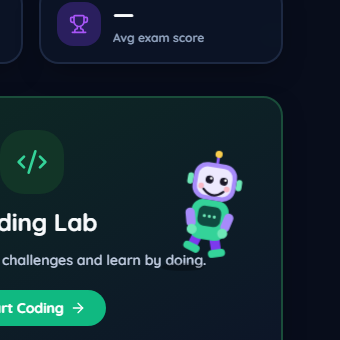 —
Avg exam score
</>
ding Lab
challenges and learn by doing.
rt Coding →